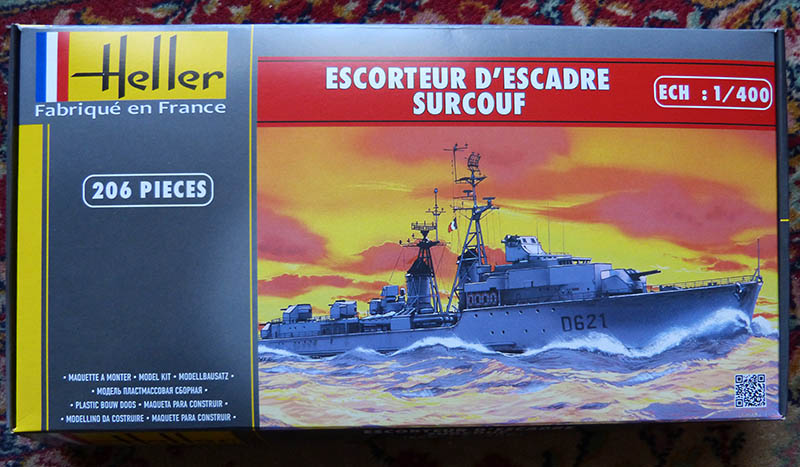 Heller
Fabriqué en France
206 PIECES
ESCORTEUR D'ESCADRE
SURCOUF
ECH : 1/400
D621
• MAQUETTE A MONTER • MODEL KIT • MODELLBAUSATZ •
• МОДЕЛЬ ПЛАСТМАССОВАЯ СБОРНАЯ •
• PLASTIC BOUW DOOS • MAQUETA PARA CONSTRUIR •
• MODELLINO DA COSTRUIRE • MAQUETE PARA CONSTRUIR •